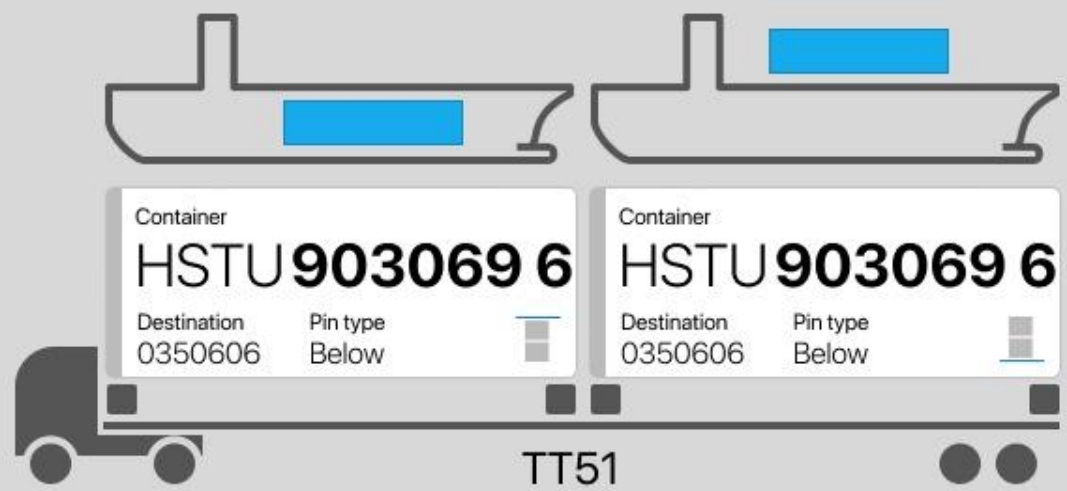 Container
HSTU 903069 6
Destination Pin type
0350606 Below
Container
HSTU 903069 6
Destination Pin type
0350606 Below
TT51